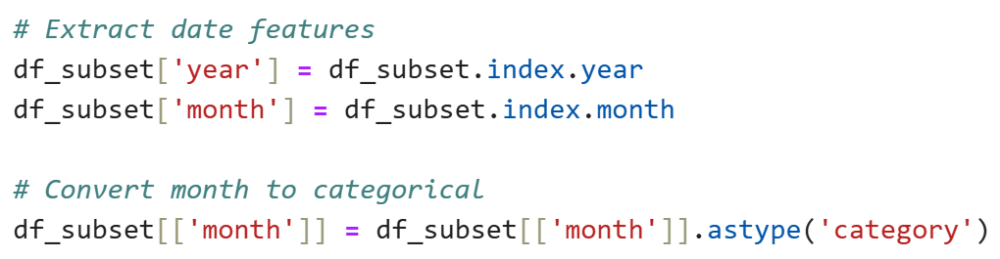 # Extract date features
df_subset['year'] = df_subset.index.year
df_subset['month'] = df_subset.index.month
# Convert month to categorical
df_subset[['month']] = df_subset[['month']].astype('category')